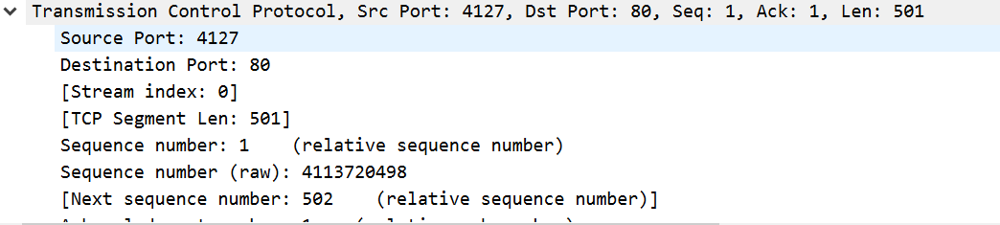 Transmission Control Protocol, Src Port: 4127, Dst Port: 80, Seq: 1, Ack: 1, Len: 501
Source Port: 4127
Destination Port: 80
[Stream index: 0]
[TCP Segment Len: 501]
Sequence number: 1    (relative sequence number)
Sequence number (raw): 4113720498
[Next sequence number: 502    (relative sequence number)]